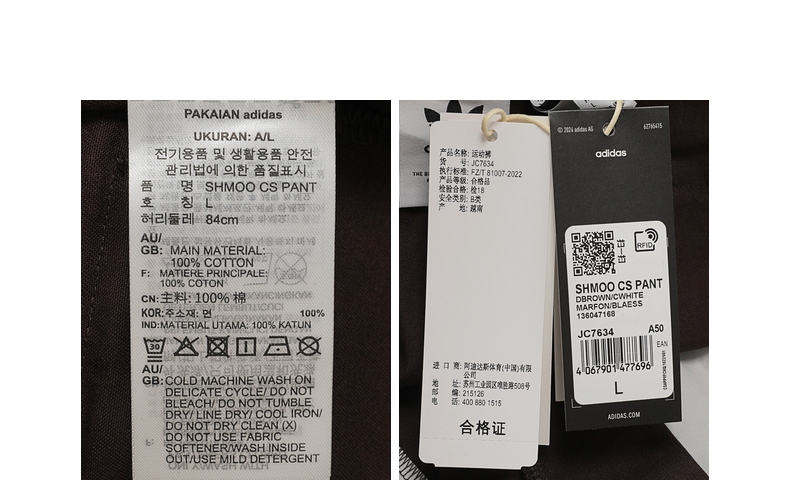 PAKAIAN adidas
UKURAN: A/L
전기용품 및 생활용품 안전
관리법에 의한 품질표시
품 명 SHMOO CS PANT
호 칭 L
허리둘레 84cm
AU/
GB: MAIN MATERIAL:
100% COTTON
F: MATIERE PRINCIPALE:
100% COTON
CN:主料: 100% 棉
KOR:주소재: 면 100%
IND:MATERIAL UTAMA: 100% KATUN
30
AU/
GB:COLD MACHINE WASH ON
DELICATE CYCLE/ DO NOT
BLEACH/ DO NOT TUMBLE
DRY/ LINE DRY/ COOL IRON/
DO NOT DRY CLEAN (X)
DO NOT USE FABRIC
SOFTENER/WASH INSIDE
OUT/USE MILD DETERGENT
产品名称: 运动裤
货 号: JC7634
执行标准: FZ/T 81007-2022
产品等级: 合格品
检验合格: 检18
安全类别: B类
产 地: 越南
进 口 商: 阿迪达斯体育(中国)有限
公司
地 址: 苏州工业园区唯胜路508号
邮 编: 215126
电 话: 400 880 1515
合格证
© 2024 adidas AG
62765415
adidas
RFID
SHMOO CS PANT
DBROWN/CWHITE
MARFON/BLAESS
136047168
JC7634 A50
EAN
4 067901 477696
L
ADIDAS.COM